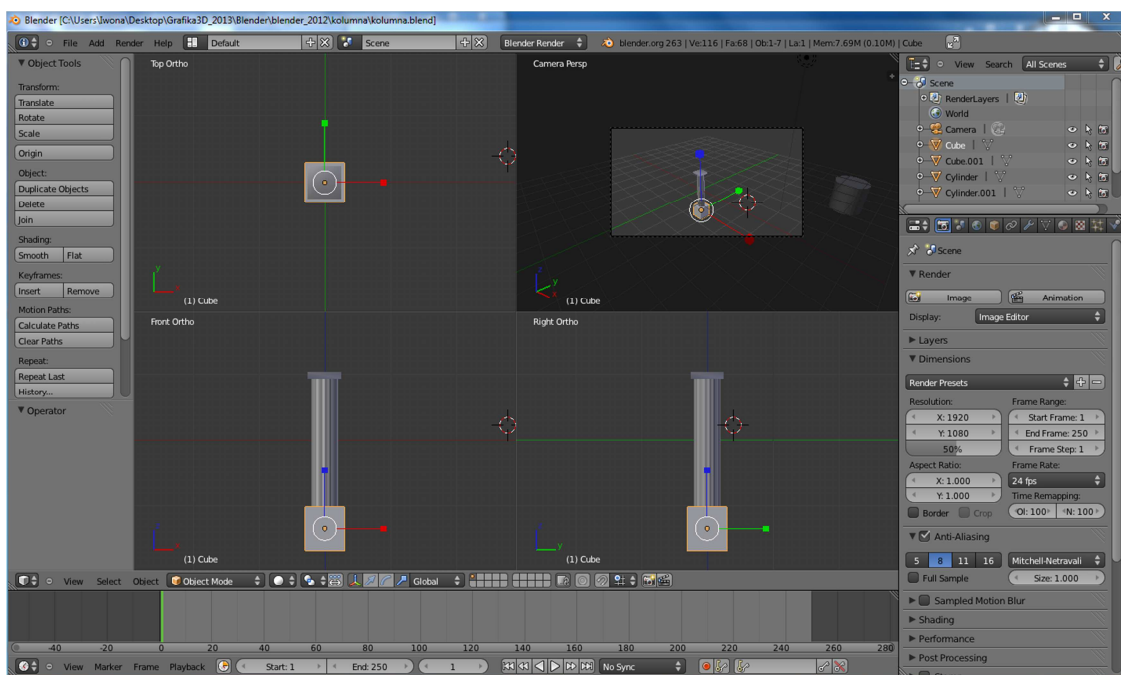 Blender [C:\Users\Iwona\Desktop\Grafika3D_2013\Blender\blender_2012\kolumna\kolumna.blend]
File Add Render Help Default Scene Blender Render blender.org 263 | Ve:116 | Fa:68 | Ob:1-7 | La:1 | Mem:7.69M (0.10M) | Cube
Object Tools
Transform:
Translate
Rotate
Scale
Origin
Object:
Duplicate Objects
Delete
Join
Shading:
Smooth Flat
Keyframes:
Insert Remove
Motion Paths:
Calculate Paths
Clear Paths
Repeat:
Repeat Last
History...
Operator
Top Ortho
y
x
(1) Cube
Camera Persp
z
y
x
(1) Cube
Front Ortho
z
x
(1) Cube
Right Ortho
z
y
(1) Cube
View Search All Scenes
Scene
RenderLayers |
World
Camera |
Cube |
Cube.001 |
Cylinder |
Cylinder.001 |
Scene
Render
Image Animation
Display: Image Editor
Layers
Dimensions
Render Presets
Resolution: Frame Range:
X: 1920 Start Frame: 1
Y: 1080 End Frame: 250
50% Frame Step: 1
Aspect Ratio: Frame Rate:
X: 1.000 24 fps
Y: 1.000 Time Remapping:
Border Crop :Ol: 100 :N: 100
Anti-Aliasing
5 8 11 16 Mitchell-Netravali
Full Sample Size: 1.000
Sampled Motion Blur
Shading
Performance
Post Processing
View Select Object Object Mode Global
-40 -20 0 20 40 60 80 100 120 140 160 180 200 220 240 260 280
View Marker Frame Playback Start: 1 End: 250 1 No Sync